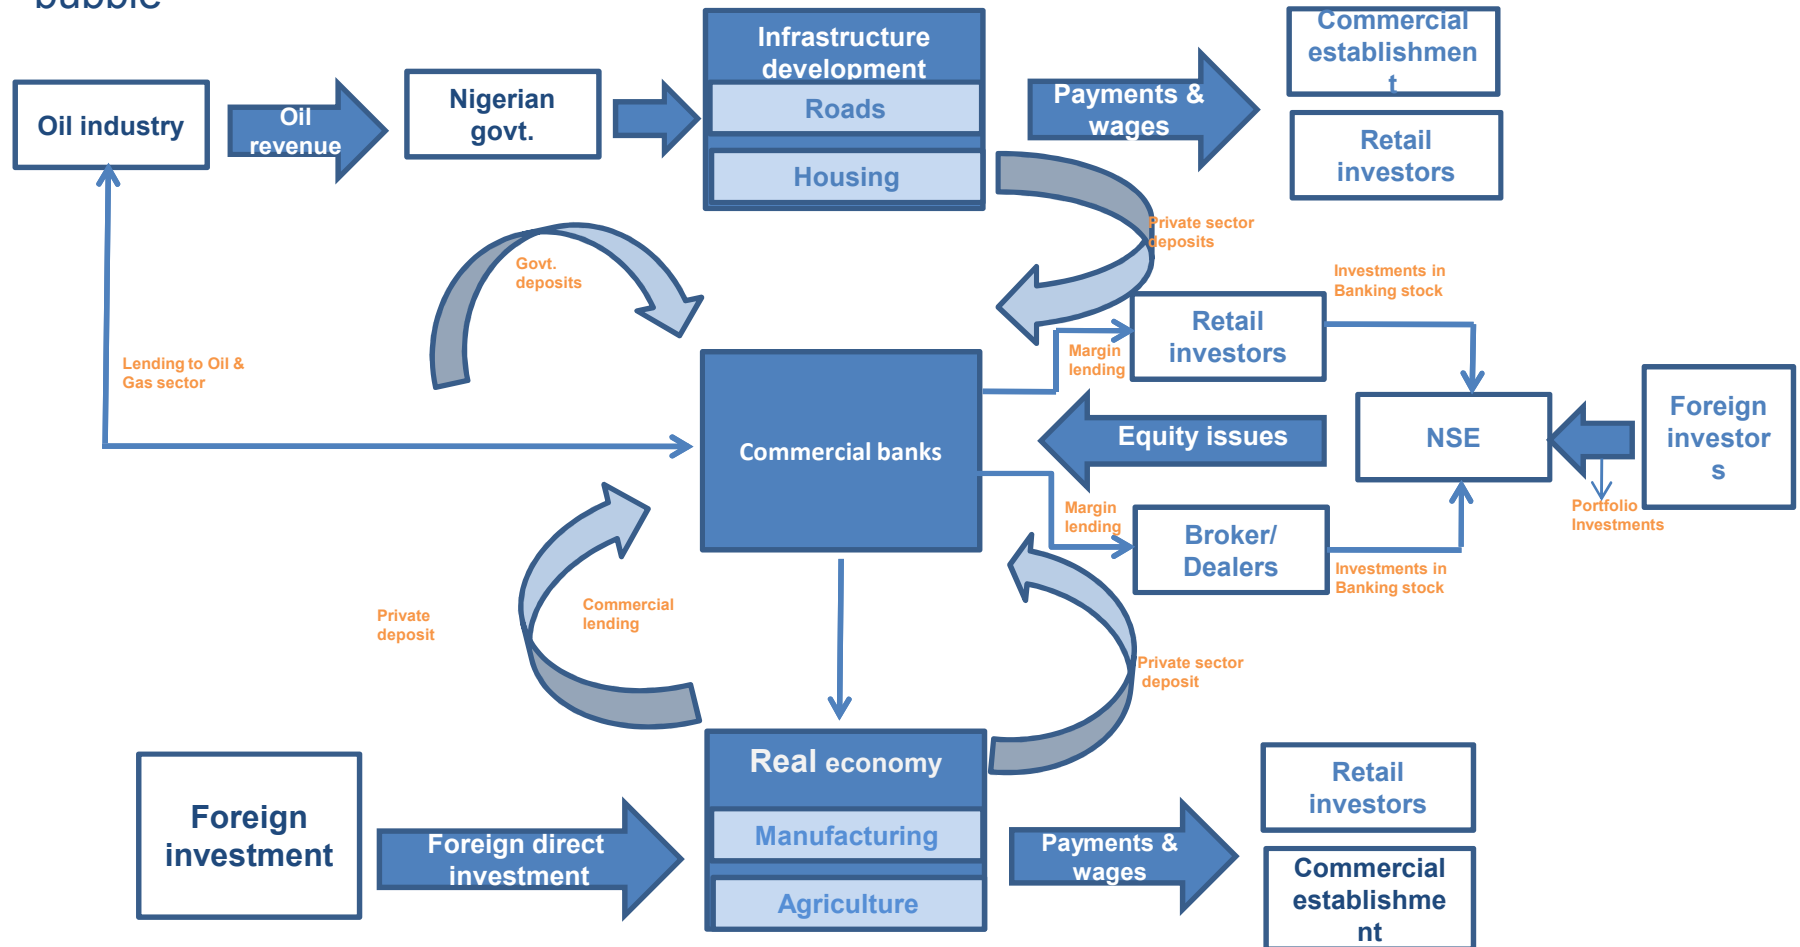 bubble
Oil industry
Oil
revenue
Nigerian
govt.
Infrastructure
development
Roads
Housing
Payments &
wages
Commercial
establishmen
t
Retail
investors
Private sector
deposits
Govt.
deposits
Lending to Oil &
Gas sector
Commercial banks
Margin
lending
Retail
investors
Investments in
Banking stock
Equity issues
NSE
Foreign
investor
s
Portfolio
Investments
Margin
lending
Broker/
Dealers
Investments in
Banking stock
Private
deposit
Commercial
lending
Private sector
deposit
Foreign
investment
Foreign direct
investment
Real economy
Manufacturing
Agriculture
Payments &
wages
Retail
investors
Commercial
establishme
nt